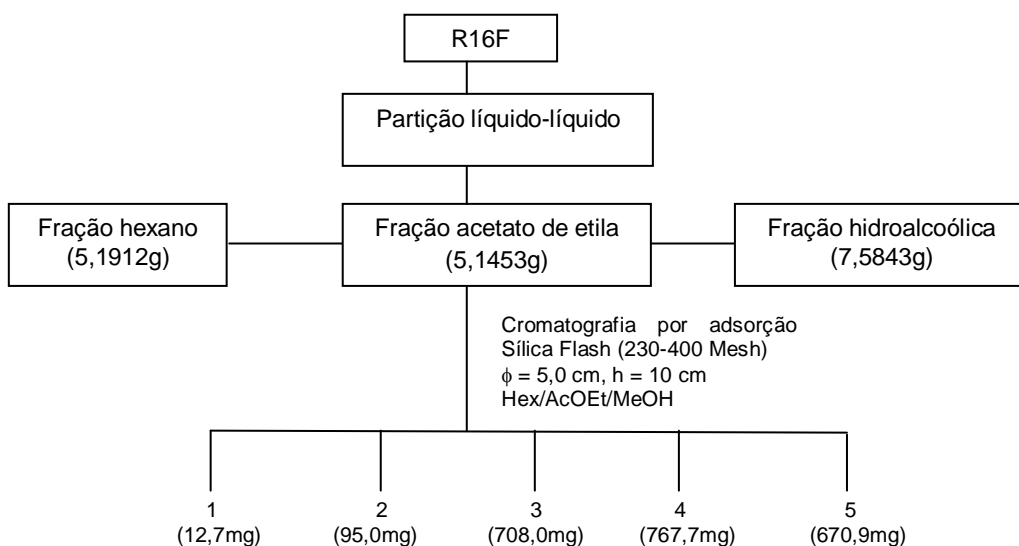 R16F
Partição líquido-líquido
Fração hexano
(5,1912g)
Fração acetato de etila
(5,1453g)
Fração hidroalcoólica
(7,5843g)
Cromatografia por adsorção
Sílica Flash (230-400 Mesh)
ϕ = 5,0 cm, h = 10 cm
Hex/AcOEt/MeOH
1
(12,7mg)
2
(95,0mg)
3
(708,0mg)
4
(767,7mg)
5
(670,9mg)